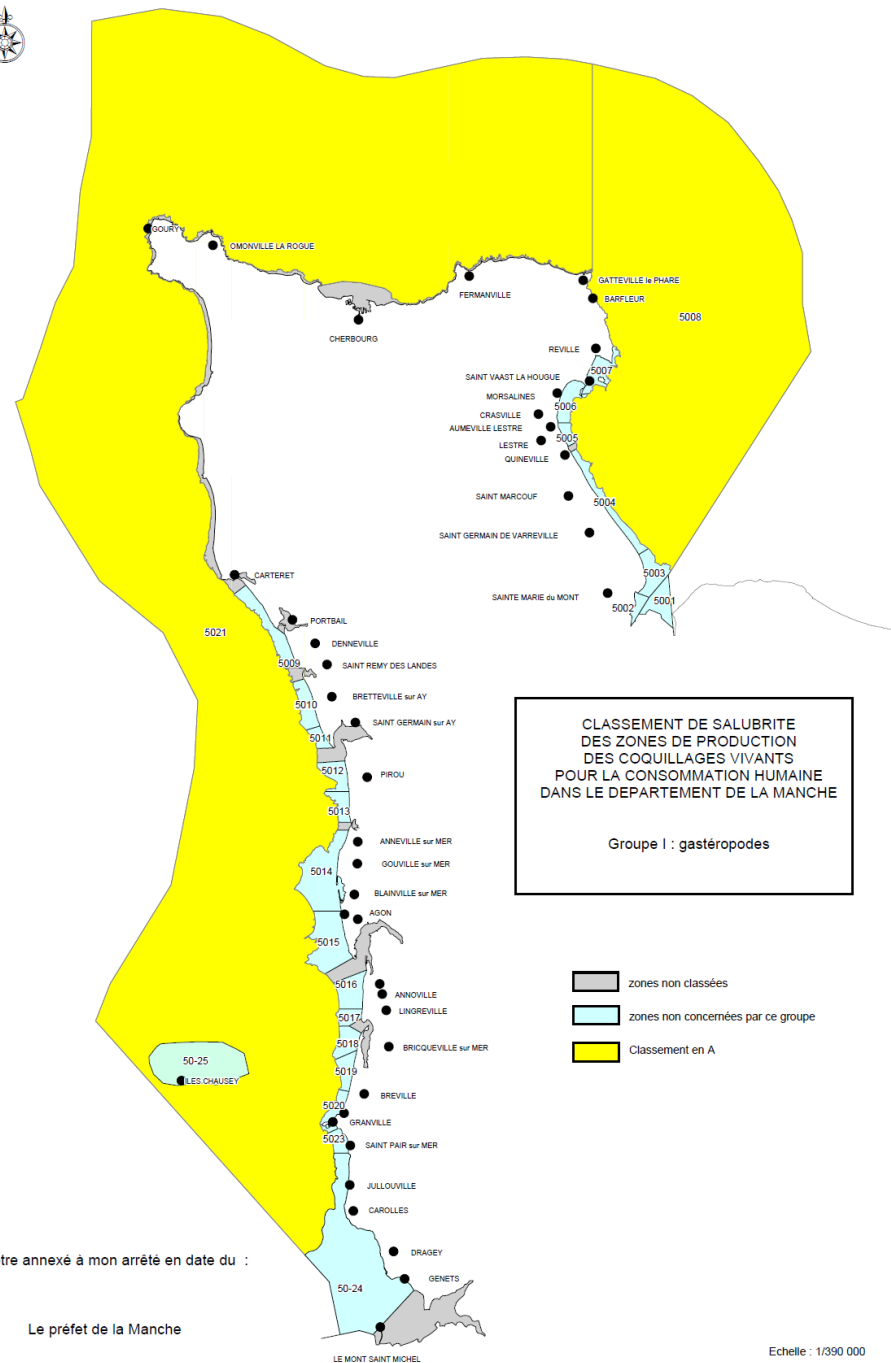 GOURY
OMONVILLE LA ROGUE
FERMANVILLE
GATTEVILLE le PHARE
BARFLEUR
CHERBOURG
5008
REVILLE
5007
SAINT VAAST LA HOUGUE
MORSALINES
5006
CRASVILLE
AUMEVILLE LESTRE
5005
LESTRE
QUINEVILLE
SAINT MARCOUF
5004
SAINT GERMAIN DE VARREVILLE
CARTERET
5003
SAINTE MARIE du MONT
5002
5001
PORTBAIL
5021
DENNEVILLE
5009
SAINT REMY DES LANDES
BRETTEVILLE sur AY
5010
SAINT GERMAIN sur AY
5011
CLASSEMENT DE SALUBRITE
DES ZONES DE PRODUCTION
DES COQUILLAGES VIVANTS
POUR LA CONSOMMATION HUMAINE
DANS LE DEPARTEMENT DE LA MANCHE
Groupe I : gastéropodes
5012
PIROU
5013
ANNEVILLE sur MER
GOUVILLE sur MER
5014
BLAINVILLE sur MER
AGON
5015
5016
ANNOVILLE
LINGREVILLE
5017
zones non classées
zones non concernées par ce groupe
Classement en A
5018
BRICQUEVILLE sur MER
50-25
ILES CHAUSEY
5019
BREVILLE
5020
GRANVILLE
5023
SAINT PAIR sur MER
JULLOUVILLE
CAROLLES
DRAGEY
tre annexé à mon arrêté en date du :
GENETS
50-24
Le préfet de la Manche
LE MONT SAINT MICHEL
Echelle : 1/390 000